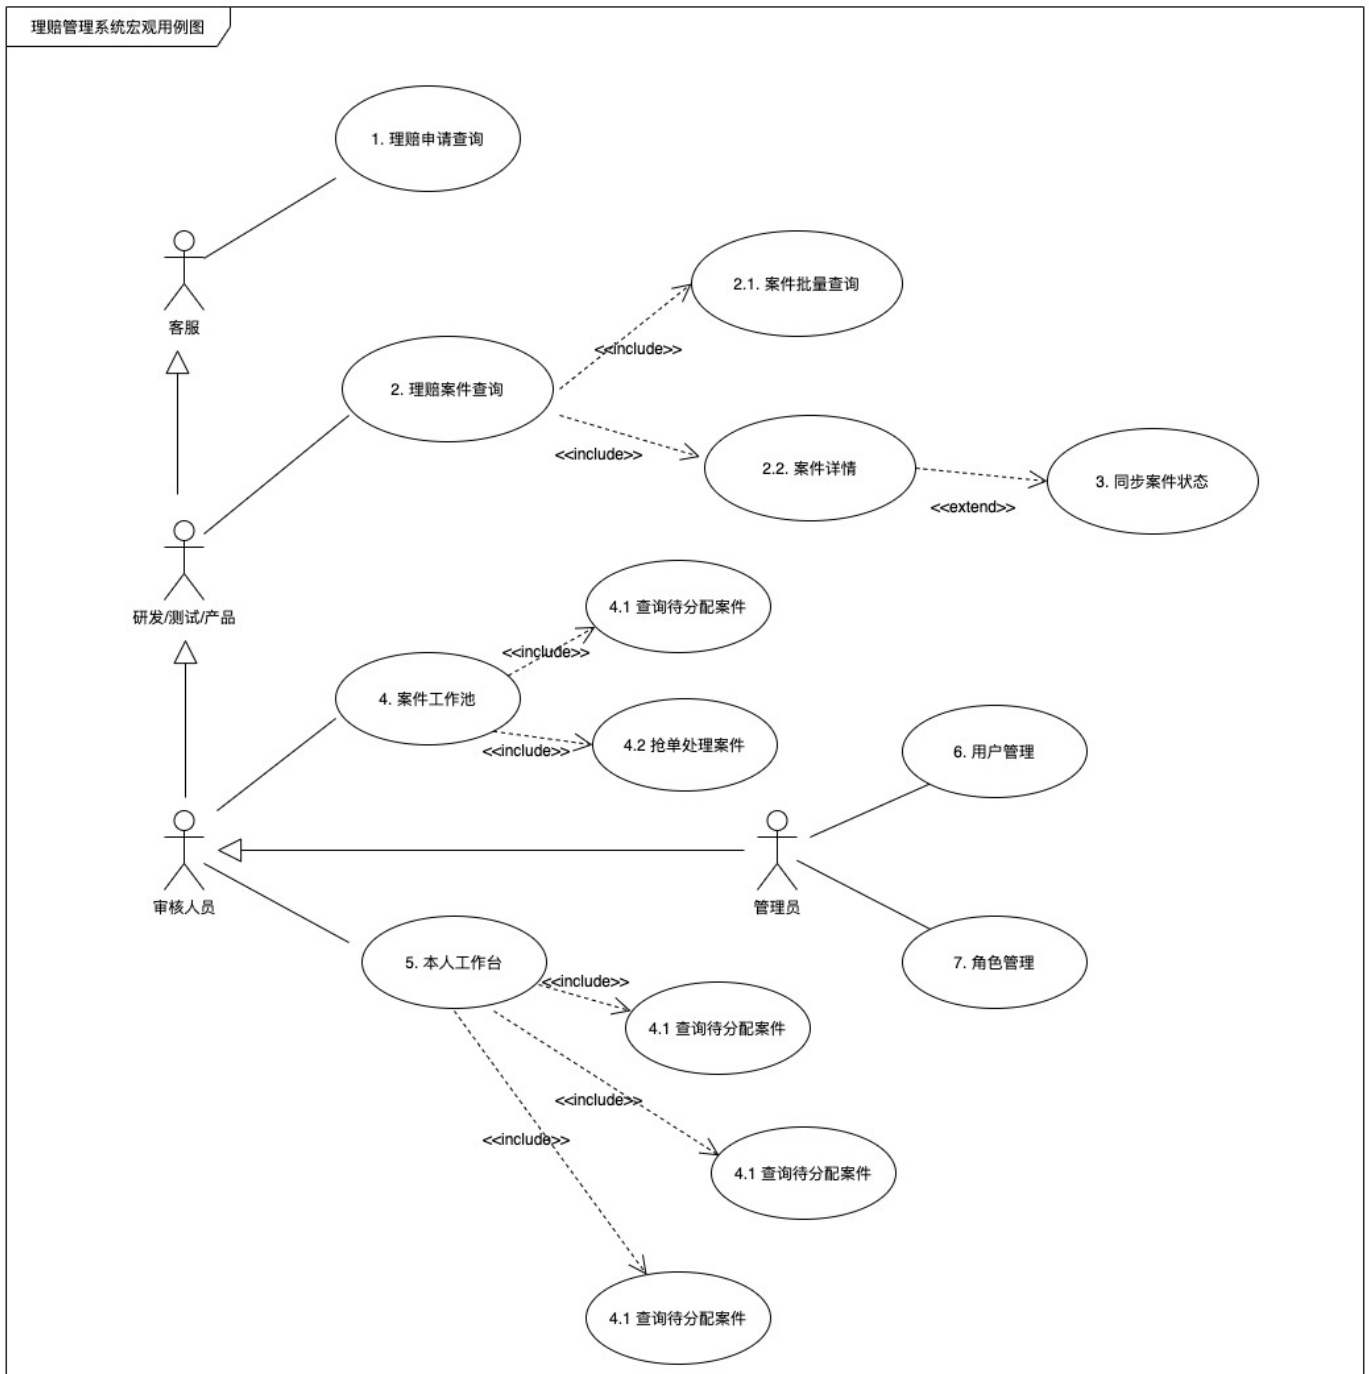 理赔管理系统宏观用例图
1. 理赔申请查询
客服
2.1. 案件批量查询
<<include>>
2. 理赔案件查询
<<include>>
2.2. 案件详情
3. 同步案件状态
<<extend>>
研发/测试/产品
4.1 查询待分配案件
<<include>>
4. 案件工作池
4.2 抢单处理案件
<<include>>
6. 用户管理
审核人员
管理员
5. 本人工作台
7. 角色管理
<<include>>
4.1 查询待分配案件
<<include>>
<<include>>
4.1 查询待分配案件
4.1 查询待分配案件